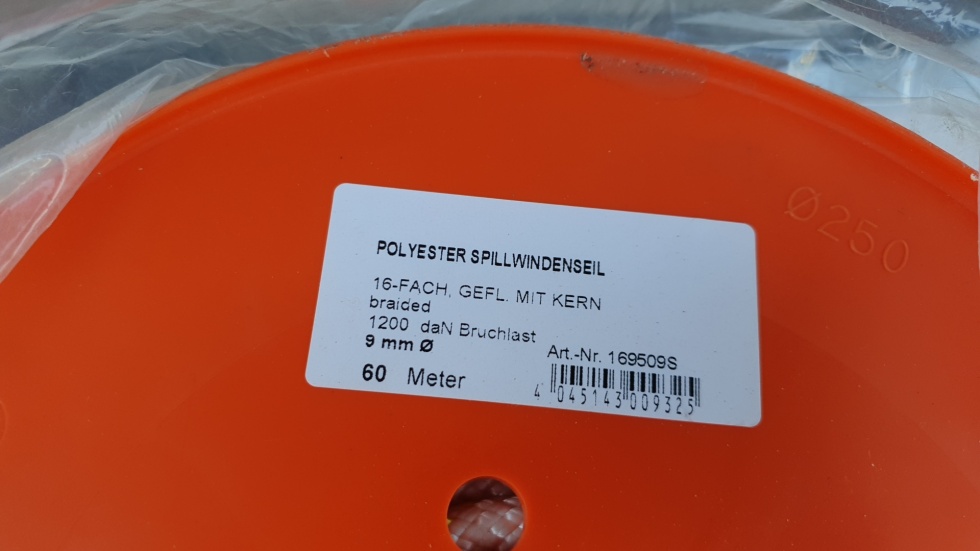 Ø250
POLYESTER SPILLWINDENSEIL
16-FACH, GEFL. MIT KERN
braided
1200 daN Bruchlast
9 mm Ø
Art.-Nr. 169509S
60 Meter
4 045143 009325